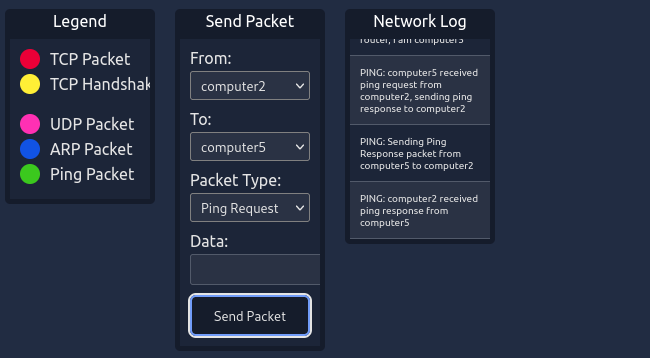 Legend
TCP Packet
TCP Handshak
UDP Packet
ARP Packet
Ping Packet
Send Packet
From:
computer2
To:
computer5
Packet Type:
Ping Request
Data:
Send Packet
Network Log
router, I am computer5
PING: computer5 received
ping request from
computer2, sending ping
response to computer2
PING: Sending Ping
Response packet from
computer5 to computer2
PING: computer2 received
ping response from
computer5